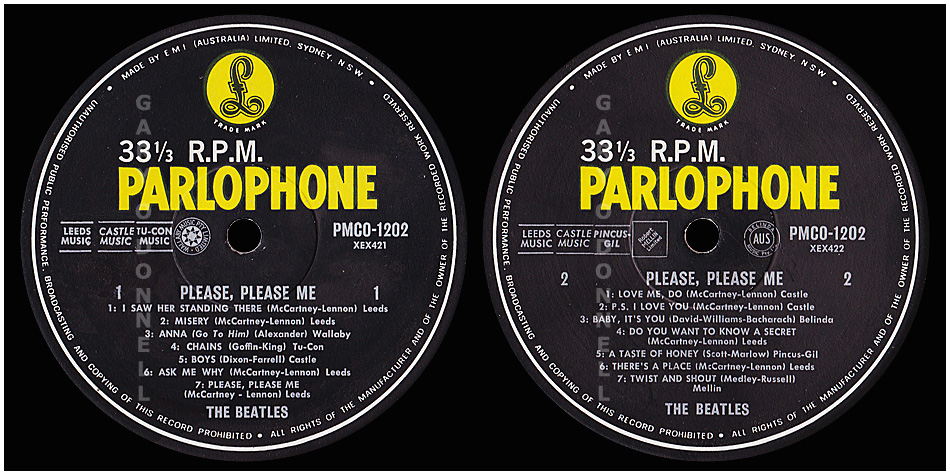 MADE BY E M I (AUSTRALIA) LIMITED, SYDNEY, N S W •
UNAUTHORISED PUBLIC PERFORMANCE, BROADCASTING AND COPYING OF THIS RECORD PROHIBITED • ALL RIGHTS OF THE MANUFACTURER AND OF THE OWNER OF THE RECORDED WORK RESERVED
£
TRADE MARK
33⅓ R.P.M.
PARLOPHONE
LEEDS MUSIC
CASTLE MUSIC
TU-CON MUSIC
PMCO-1202
XEX421
1 PLEASE, PLEASE ME 1
1: I SAW HER STANDING THERE (McCartney-Lennon) Leeds
2: MISERY (McCartney-Lennon) Leeds
3: ANNA (Go To Him) (Alexander) Wallaby
4: CHAINS (Goffin-King) Tu-Con
5: BOYS (Dixon-Farrell) Castle
6: ASK ME WHY (McCartney-Lennon) Leeds
7: PLEASE, PLEASE ME
(McCartney - Lennon) Leeds
THE BEATLES
GA ODONNELL
MADE BY E M I (AUSTRALIA) LIMITED, SYDNEY, N S W •
UNAUTHORISED PUBLIC PERFORMANCE, BROADCASTING AND COPYING OF THIS RECORD PROHIBITED • ALL RIGHTS OF THE MANUFACTURER AND OF THE OWNER OF THE RECORDED WORK RESERVED
£
TRADE MARK
33⅓ R.P.M.
PARLOPHONE
LEEDS MUSIC
CASTLE MUSIC
PINCUS-GIL
BELINDA
AUS
PMCO-1202
XEX422
2 PLEASE, PLEASE ME 2
1: LOVE ME, DO (McCartney-Lennon) Castle
2: P.S. I LOVE YOU (McCartney-Lennon) Castle
3: BABY, IT'S YOU (David-Williams-Bacharach) Belinda
4: DO YOU WANT TO KNOW A SECRET
(McCartney-Lennon) Leeds
5: A TASTE OF HONEY (Scott-Marlow) Pincus-Gil
6: THERE'S A PLACE (McCartney-Lennon) Leeds
7: TWIST AND SHOUT (Medley-Russell)
Mellin
THE BEATLES
GA ODONNELL